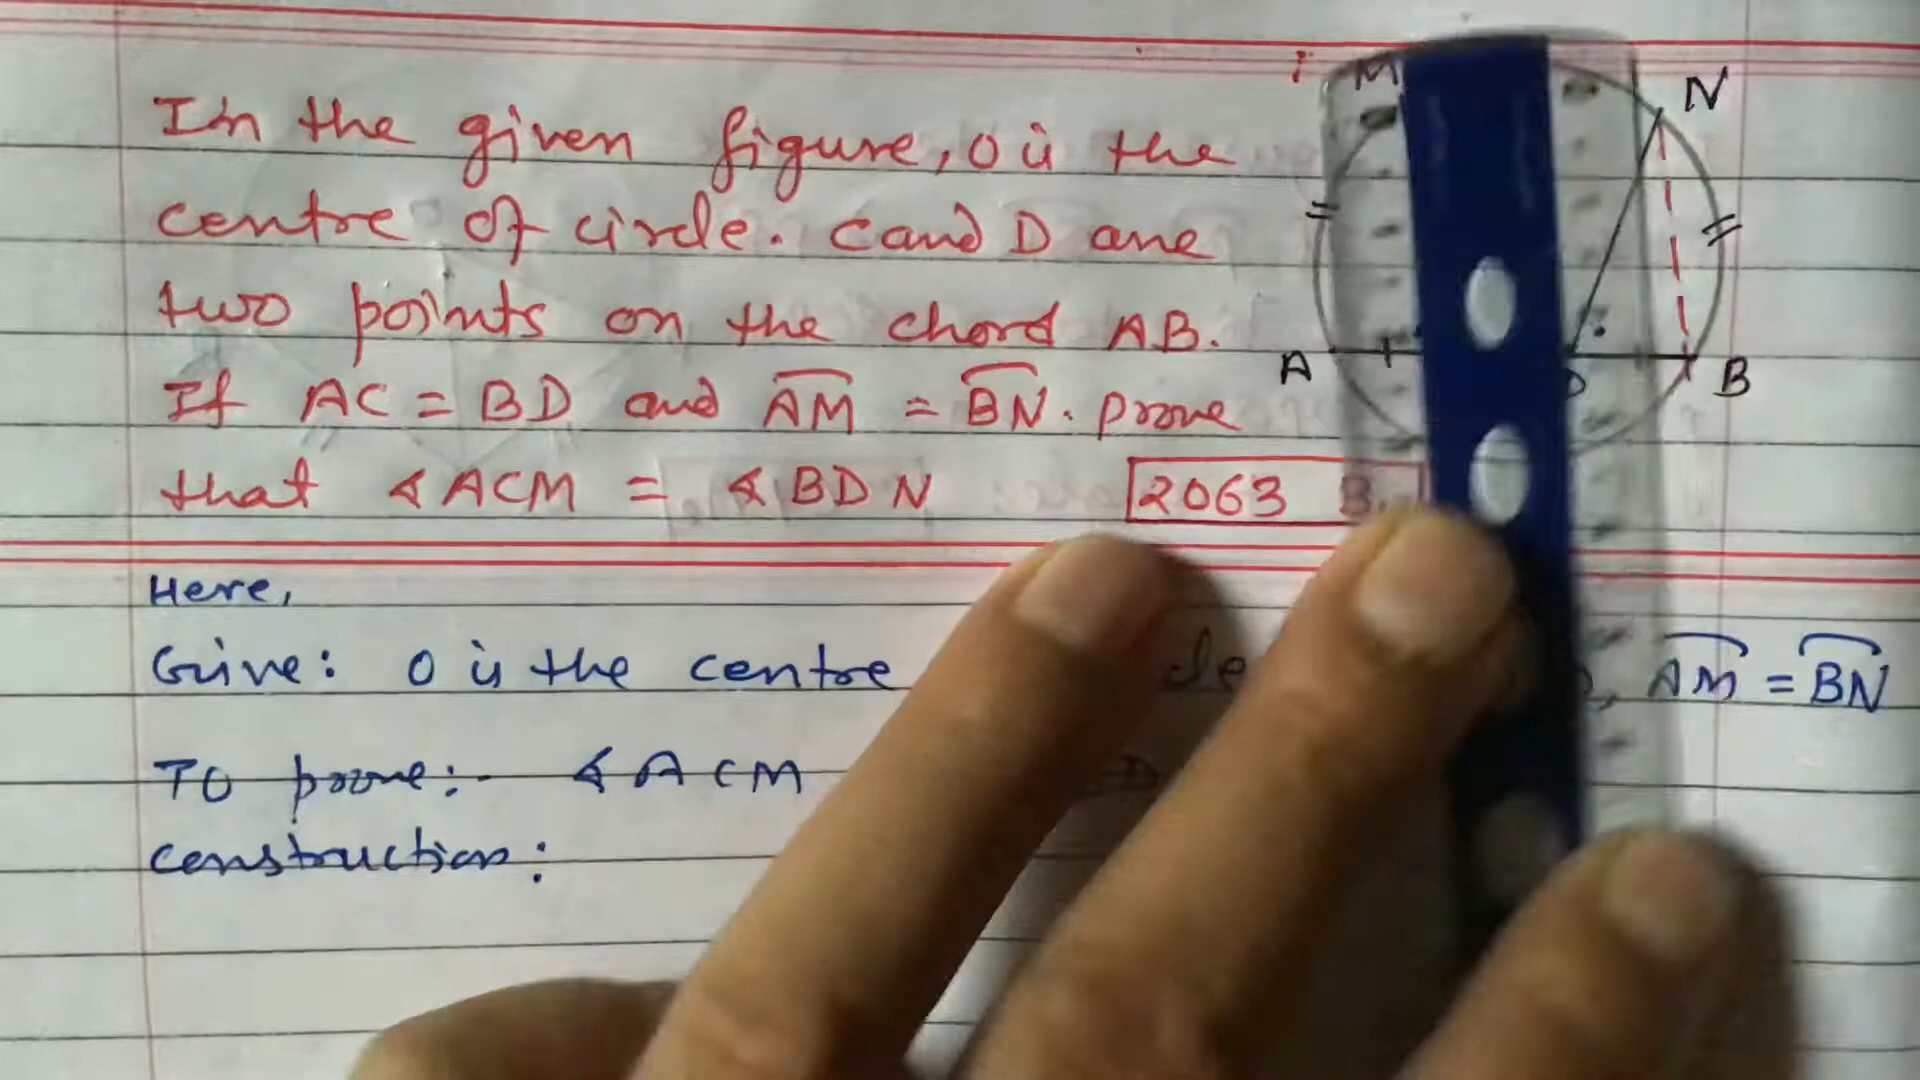 In the given figure, O is the
centre of circle. C and D are
two points on the chord AB.
If AC = BD and AM = BN. Prove
that ∠ACM = ∠BDN 2063 B.
M
N
A
D
B
Here,
Give: O is the centre cle , AM = BN
To prove:- ∠ACM D
construction: